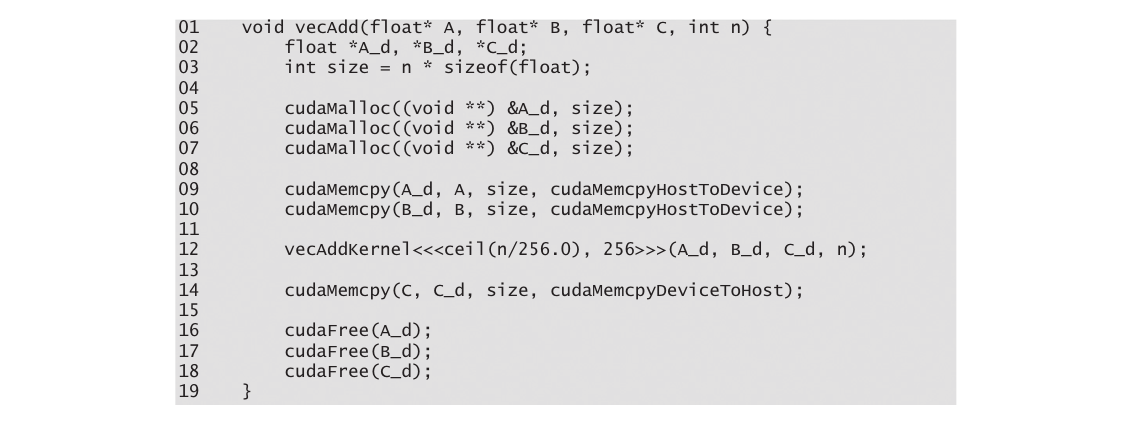 01    void vecAdd(float* A, float* B, float* C, int n) {
02        float *A_d, *B_d, *C_d;
03        int size = n * sizeof(float);
04
05        cudaMalloc((void **) &A_d, size);
06        cudaMalloc((void **) &B_d, size);
07        cudaMalloc((void **) &C_d, size);
08
09        cudaMemcpy(A_d, A, size, cudaMemcpyHostToDevice);
10        cudaMemcpy(B_d, B, size, cudaMemcpyHostToDevice);
11
12        vecAddKernel<<<ceil(n/256.0), 256>>>(A_d, B_d, C_d, n);
13
14        cudaMemcpy(C, C_d, size, cudaMemcpyDeviceToHost);
15
16        cudaFree(A_d);
17        cudaFree(B_d);
18        cudaFree(C_d);
19    }